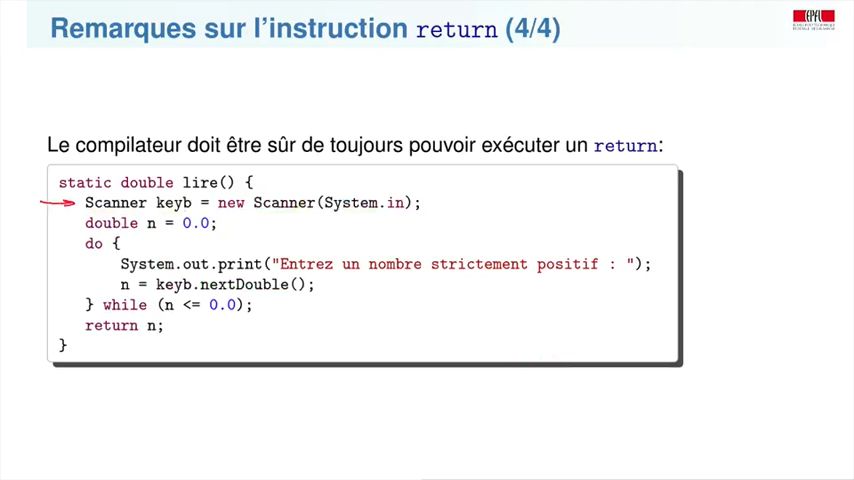 Remarques sur l'instruction return (4/4)
EPFL
Le compilateur doit être sûr de toujours pouvoir exécuter un return:
static double lire() {
Scanner keyb = new Scanner(System.in);
double n = 0.0;
do {
System.out.print("Entrez un nombre strictement positif : ");
n = keyb.nextDouble();
} while (n <= 0.0);
return n;
}